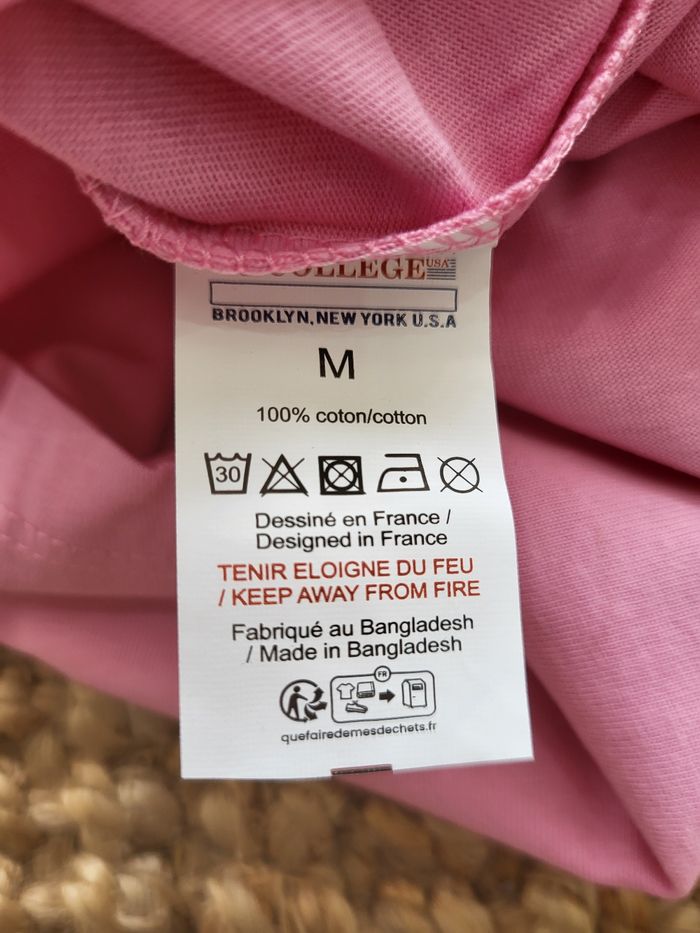 COLLEGE USA
BROOKLYN, NEW YORK U.S.A
M
100% coton/cotton
30
Dessiné en France /
Designed in France
TENIR ELOIGNE DU FEU
/ KEEP AWAY FROM FIRE
Fabriqué au Bangladesh
/ Made in Bangladesh
FR
quefairedemesdechets.fr